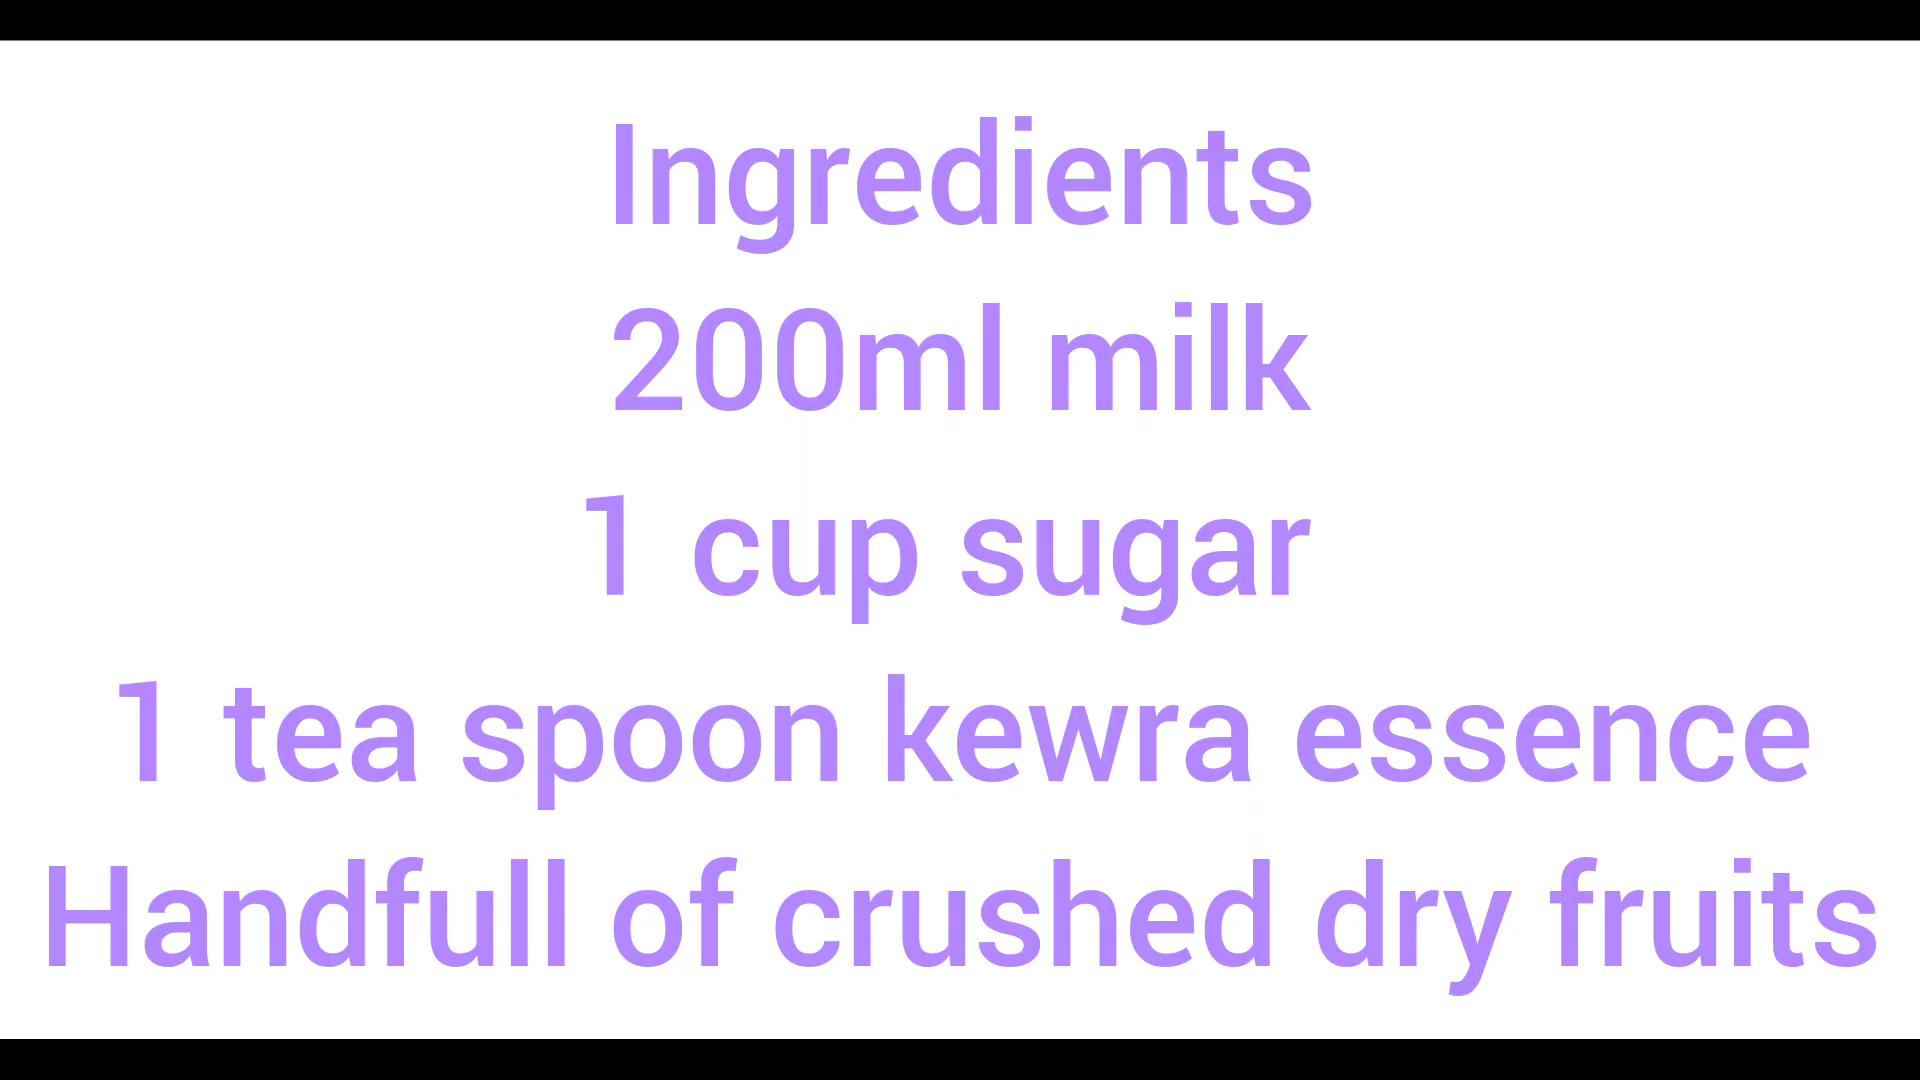 Ingredients
200ml milk
1 cup sugar
1 tea spoon kewra essence
Handfull of crushed dry fruits